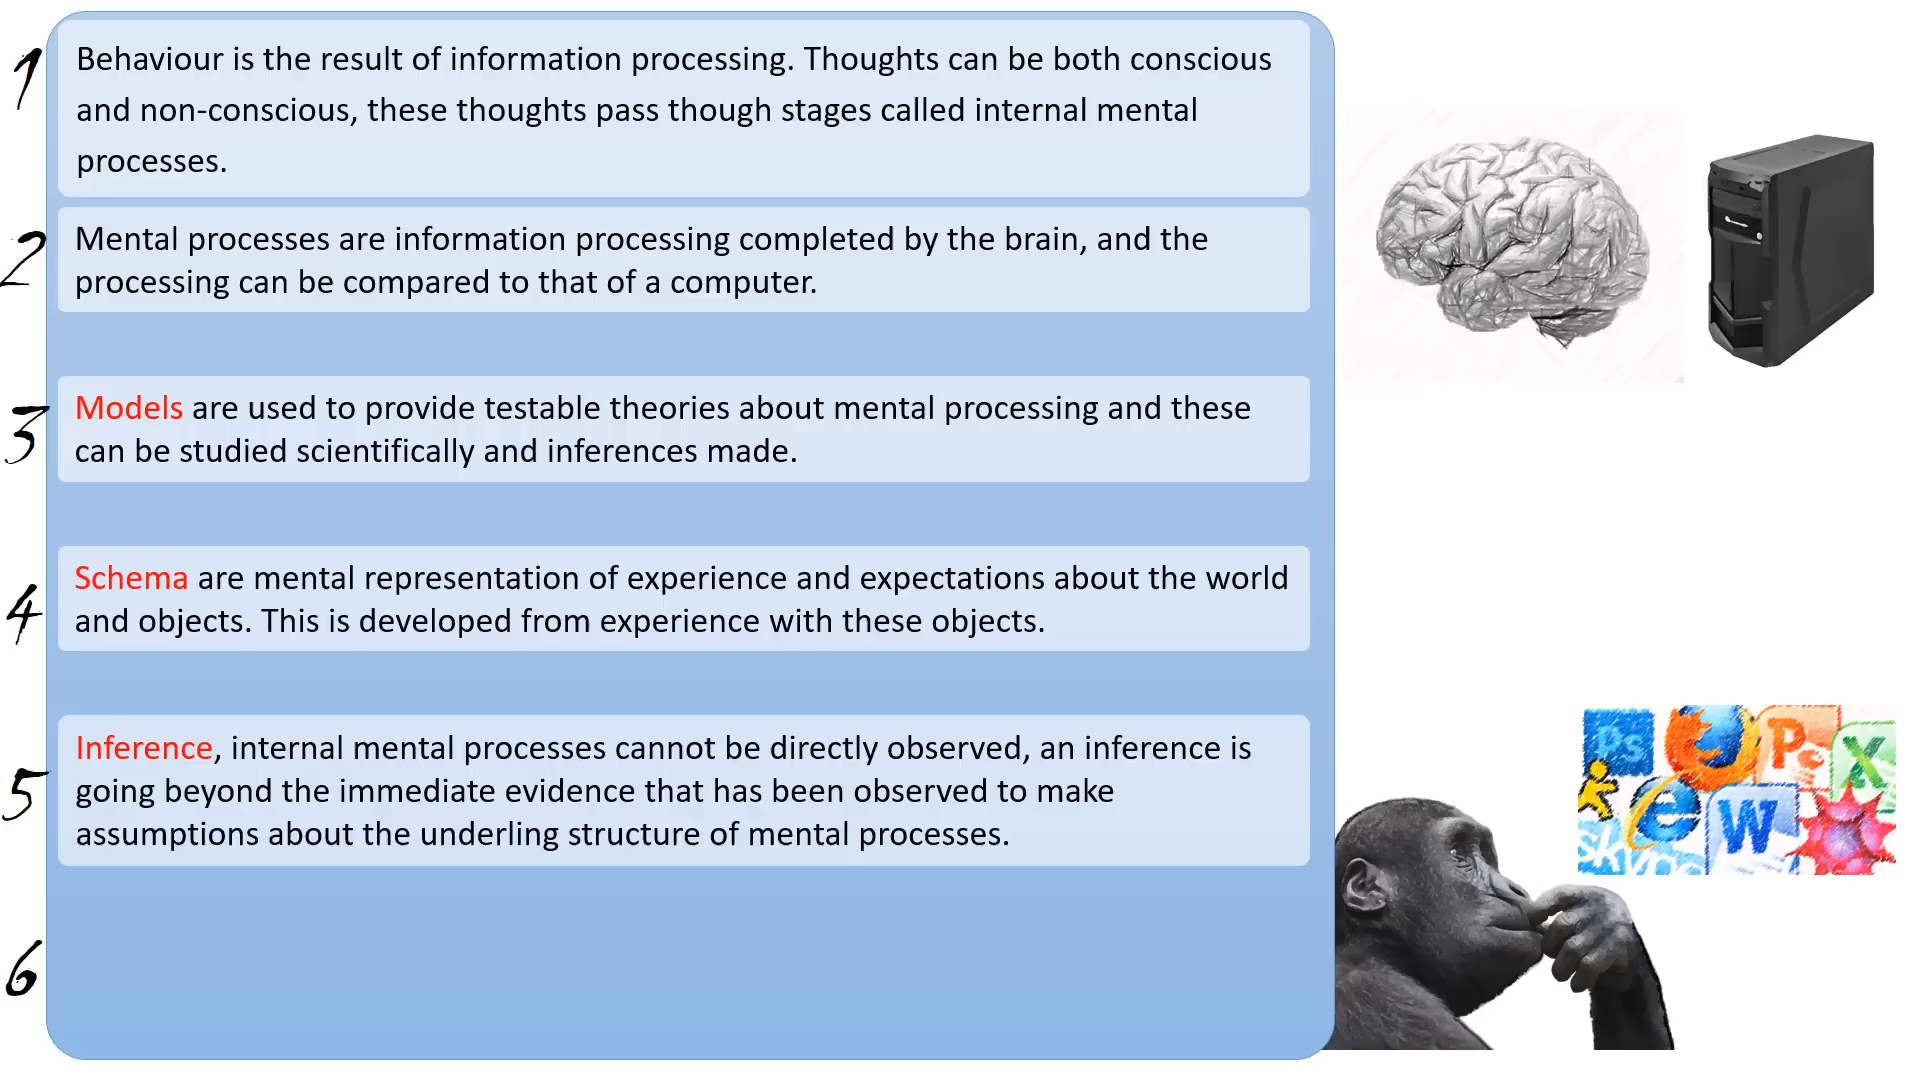 1
Behaviour is the result of information processing. Thoughts can be both conscious
and non-conscious, these thoughts pass though stages called internal mental
processes.
2
Mental processes are information processing completed by the brain, and the
processing can be compared to that of a computer.
3
Models are used to provide testable theories about mental processing and these
can be studied scientifically and inferences made.
4
Schema are mental representation of experience and expectations about the world
and objects. This is developed from experience with these objects.
5
Inference, internal mental processes cannot be directly observed, an inference is
going beyond the immediate evidence that has been observed to make
assumptions about the underling structure of mental processes.
6
Ps
P
X
e
W